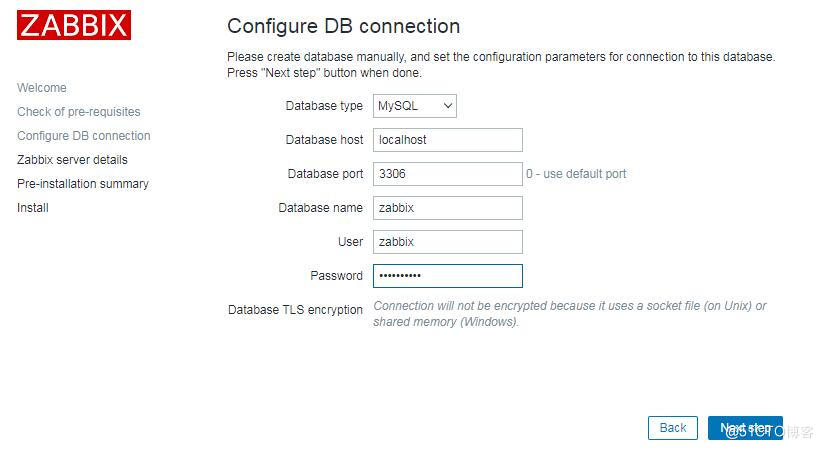 ZABBIX
Welcome
Check of pre-requisites
Configure DB connection
Zabbix server details
Pre-installation summary
Install
Configure DB connection
Please create database manually, and set the configuration parameters for connection to this database.
Press "Next step" button when done.
Database type MySQL
Database host localhost
Database port 3306 0 - use default port
Database name zabbix
User zabbix
Password ••••••••••
Database TLS encryption Connection will not be encrypted because it uses a socket file (on Unix) or
shared memory (Windows).
Back Next step
@51CTO博客